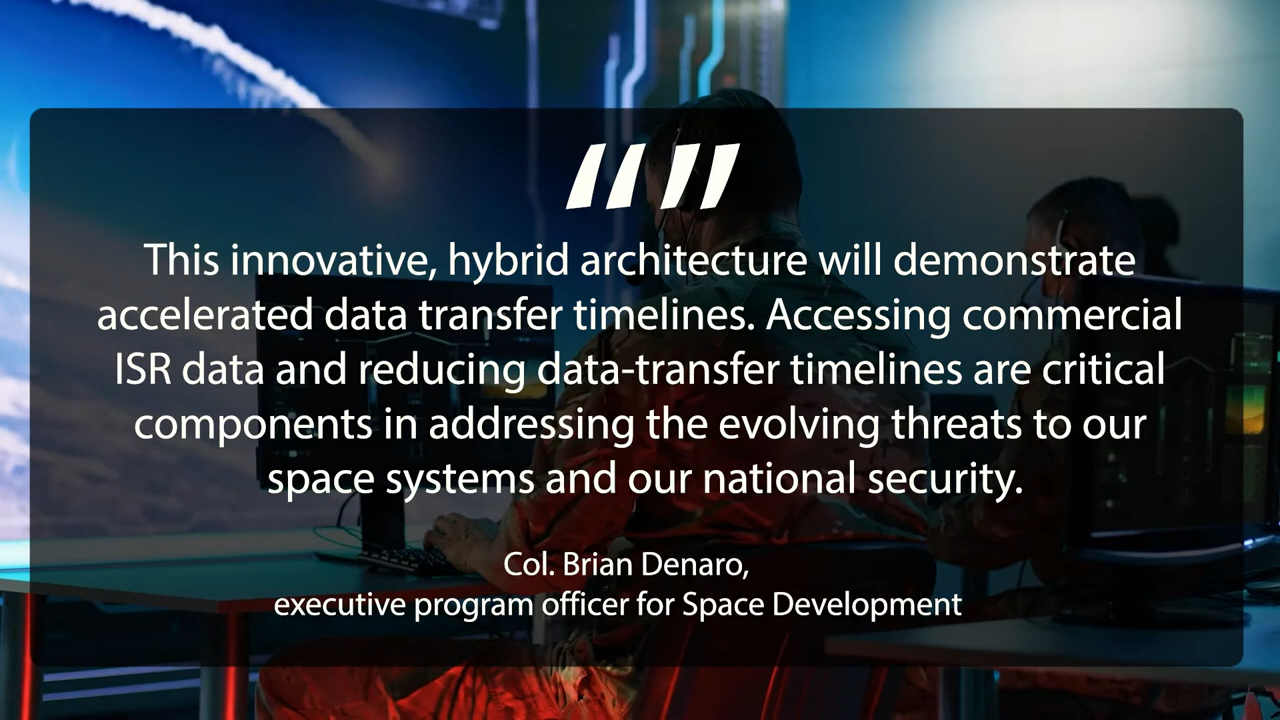 “”
This innovative, hybrid architecture will demonstrate
accelerated data transfer timelines. Accessing commercial
ISR data and reducing data-transfer timelines are critical
components in addressing the evolving threats to our
space systems and our national security.
Col. Brian Denaro,
executive program officer for Space Development